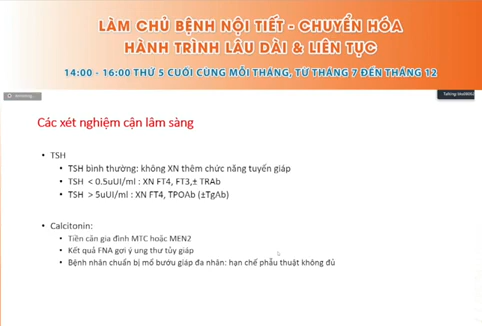 LÀM CHỦ BỆNH NỘI TIẾT - CHUYỂN HÓA
HÀNH TRÌNH LÂU DÀI & LIÊN TỤC
14:00 - 16:00 THỨ 5 CUỐI CÙNG MỖI THÁNG, TỪ THÁNG 7 ĐẾN THÁNG 12
Các xét nghiệm cận lâm sàng
• TSH
• TSH bình thường: không XN thêm chức năng tuyến giáp
• TSH < 0.5uUI/ml : XN FT4, FT3,± TRAb
• TSH > 5uUI/ml : XN FT4, TPOAb (±TgAb)
• Calcitonin:
• Tiền căn gia đình MTC hoặc MEN2
• Kết quả FNA gợi ý ung thư tủy giáp
• Bệnh nhân chuẩn bị mổ bướu giáp đa nhân: hạn chế phẫu thuật không đủ